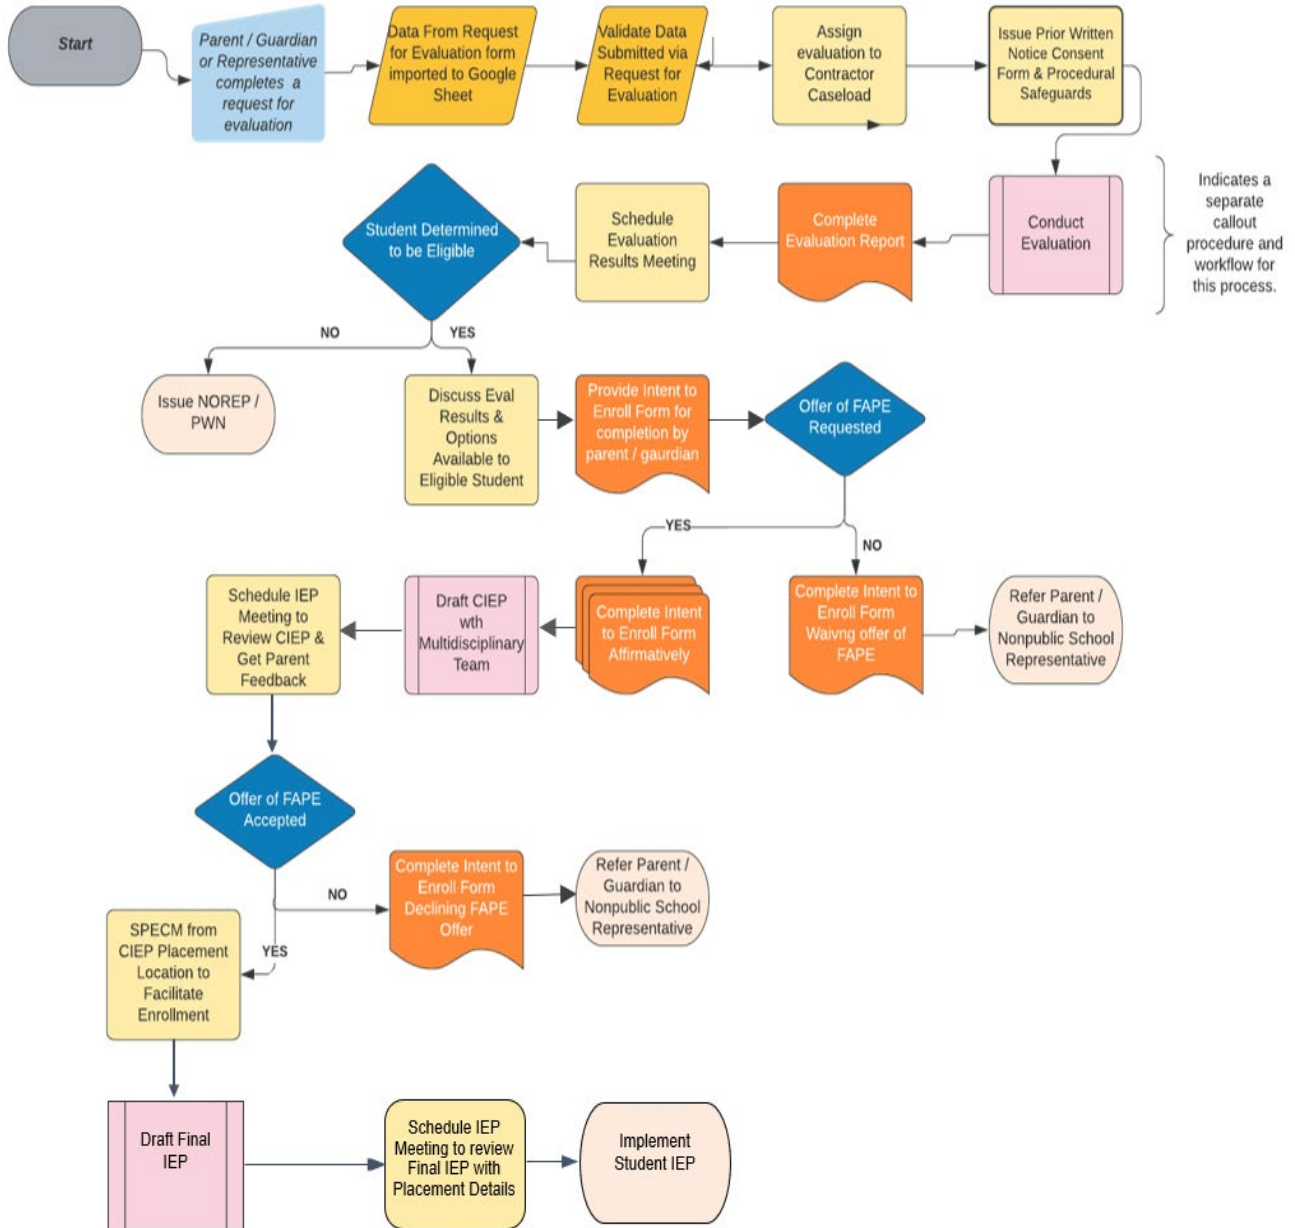 Start
Parent / Guardian
or Representative
completes a
request for
evaluation
Data From Request
for Evaluation form
imported to Google
Sheet
Validate Data
Submitted via
Request for
Evaluation
Assign
evaluation to
Contractor
Caseload
Issue Prior Written
Notice Consent
Form & Procedural
Safeguards
Indicates a
separate
callout
procedure and
workflow for
this process.
Conduct
Evaluation
Complete
Evaluation Report
Schedule
Evaluation
Results Meeting
Student Determined
to be Eligible
NO
YES
Issue NOREP /
PWN
Discuss Eval
Results &
Options
Available to
Eligible Student
Provide Intent to
Enroll Form for
completion by
parent / gaurdian
Offer of FAPE
Requested
YES
NO
Schedule IEP
Meeting to
Review CIEP &
Get Parent
Feedback
Draft CIEP
wth
Multidisciplinary
Team
Complete Intent
to Enroll Form
Affirmatively
Complete Intent to
Enroll Form
Waivng offer of
FAPE
Refer Parent /
Guardian to
Nonpublic School
Representative
Offer of FAPE
Accepted
NO
YES
Complete Intent to
Enroll Form
Declining FAPE
Offer
Refer Parent /
Guardian to
Nonpublic School
Representative
SPECM from
CIEP Placement
Location to
Facilitate
Enrollment
Draft Final
IEP
Schedule IEP
Meeting to review
Final IEP with
Placement Details
Implement
Student IEP